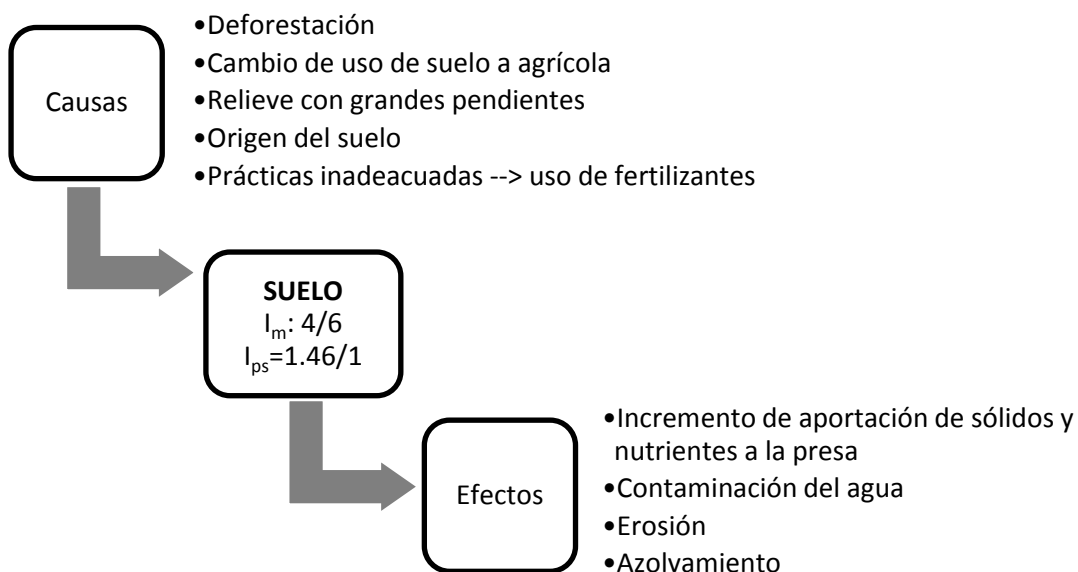 •Deforestación
•Cambio de uso de suelo a agrícola
Causas
•Relieve con grandes pendientes
•Origen del suelo
•Prácticas inadeacuadas --> uso de fertilizantes
SUELO
Im: 4/6
Ips=1.46/1
•Incremento de aportación de sólidos y
nutrientes a la presa
Efectos
•Contaminación del agua
•Erosión
•Azolvamiento